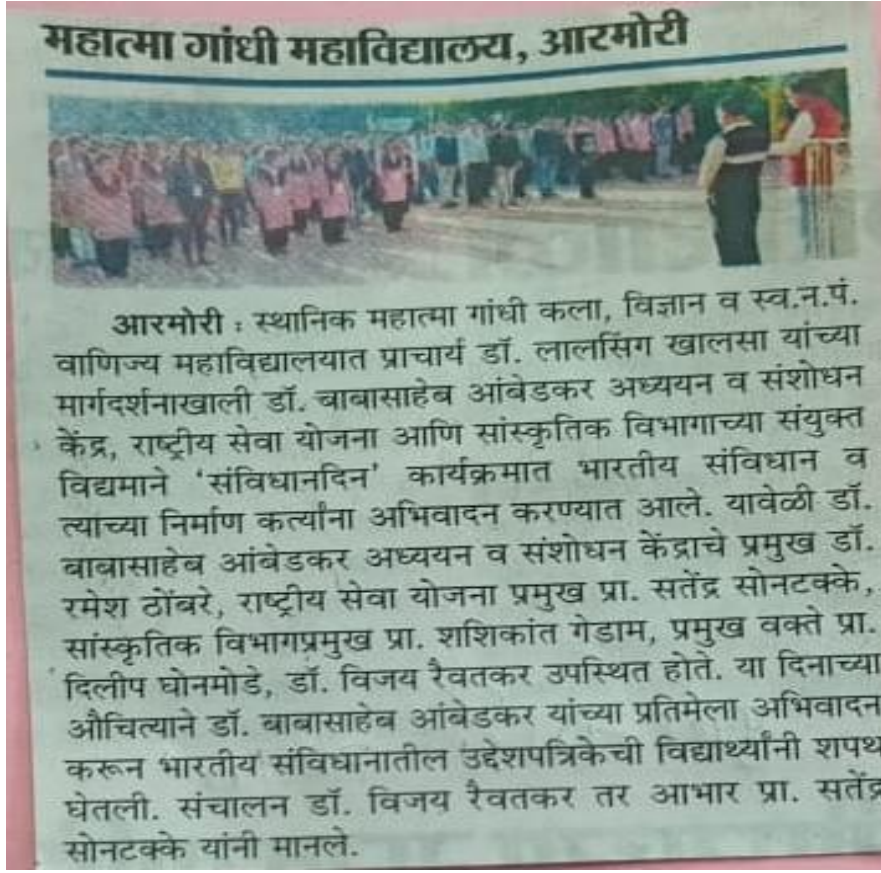 महात्मा गांधी महाविद्यालय, आरमोरी
आरमोरी : स्थानिक महात्मा गांधी कला, विज्ञान व स्व.न.पं.
वाणिज्य महाविद्यालयात प्राचार्य डॉ. लालसिंग खालसा यांच्या
मार्गदर्शनाखाली डॉ. बाबासाहेब आंबेडकर अध्ययन व संशोधन
केंद्र, राष्ट्रीय सेवा योजना आणि सांस्कृतिक विभागाच्या संयुक्त
विद्यमाने ‘संविधानदिन’ कार्यक्रमात भारतीय संविधान व
त्याच्या निर्माण कर्त्यांना अभिवादन करण्यात आले. यावेळी डॉ.
बाबासाहेब आंबेडकर अध्ययन व संशोधन केंद्राचे प्रमुख डॉ.
रमेश ठोंबरे, राष्ट्रीय सेवा योजना प्रमुख प्रा. सतेंद्र सोनटक्के,
सांस्कृतिक विभागप्रमुख प्रा. शशिकांत गेडाम, प्रमुख वक्ते प्रा.
दिलीप घोनमोडे, डॉ. विजय रैवतकर उपस्थित होते. या दिनाच्या
औचित्याने डॉ. बाबासाहेब आंबेडकर यांच्या प्रतिमेला अभिवादन
करून भारतीय संविधानातील उद्देशपत्रिकेची विद्यार्थ्यांनी शपथ
घेतली. संचालन डॉ. विजय रैवतकर तर आभार प्रा. सतेंद्र
सोनटक्के यांनी मानले.